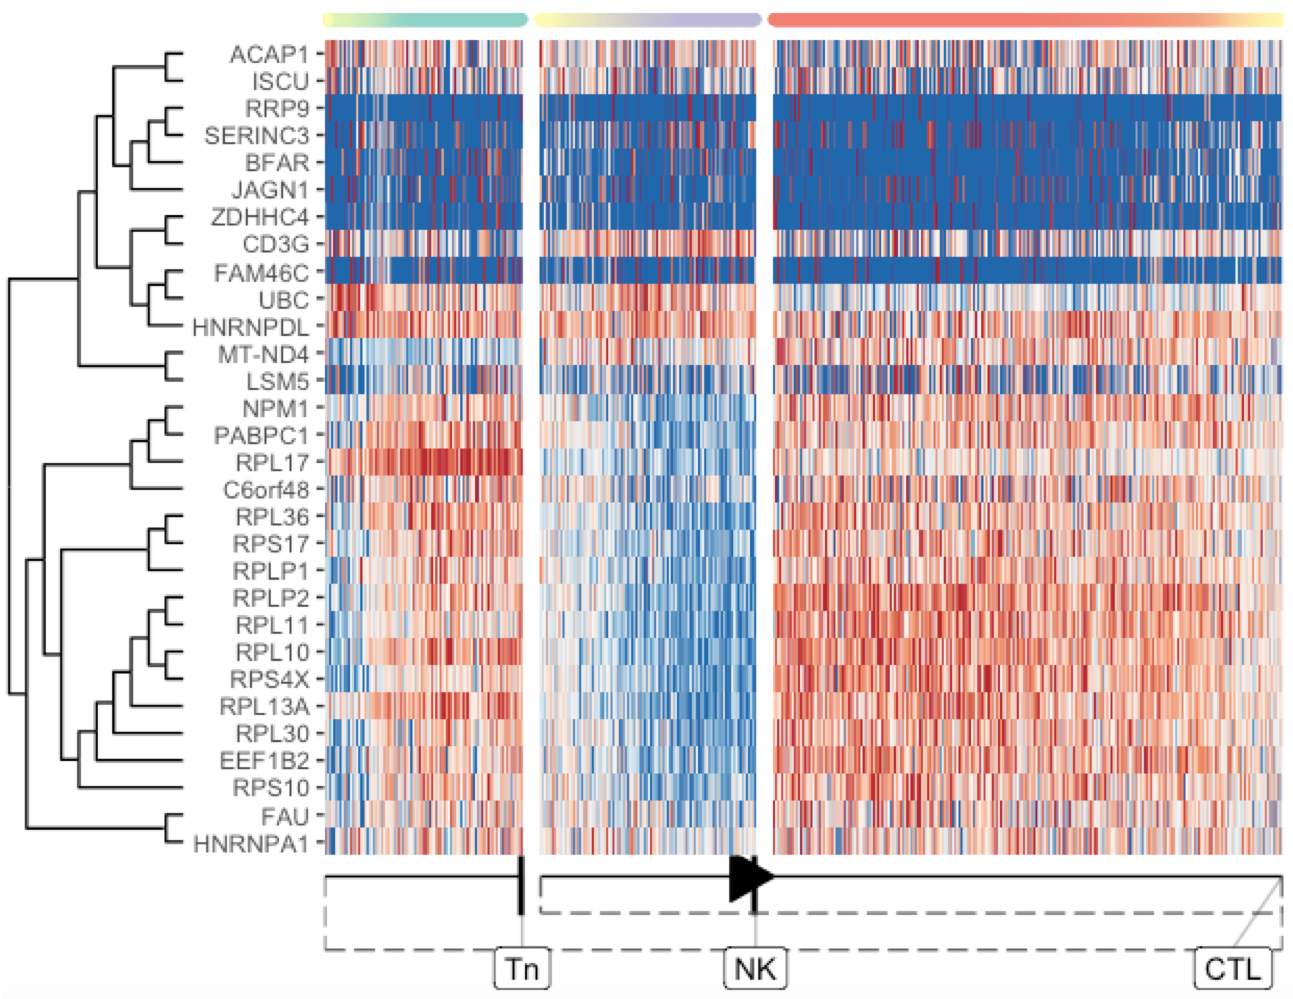 ACAP1
ISCU
RRP9
SERINC3
BFAR
JAGN1
ZDHHC4
CD3G
FAM46C
UBC
HNRNPDL
MT-ND4
LSM5
NPM1
PABPC1
RPL17
C6orf48
RPL36
RPS17
RPLP1
RPLP2
RPL11
RPL10
RPS4X
RPL13A
RPL30
EEF1B2
RPS10
FAU
HNRNPA1
Tn NK CTL